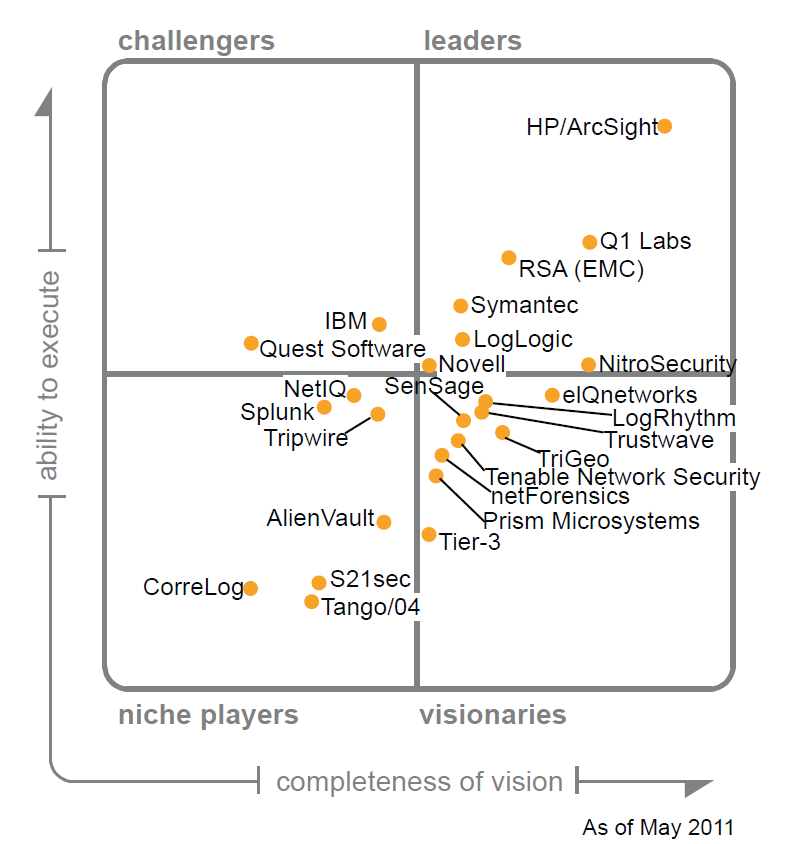 challengers
leaders
HP/ArcSight
Q1 Labs
RSA (EMC)
Symantec
IBM
LogLogic
Quest Software
Novell
NitroSecurity
NetIQ
SenSage
eIQnetworks
Splunk
LogRhythm
Tripwire
Trustwave
TriGeo
Tenable Network Security
netForensics
AlienVault
Prism Microsystems
Tier-3
CorreLog
S21sec
Tango/04
niche players
visionaries
ability to execute
completeness of vision
As of May 2011